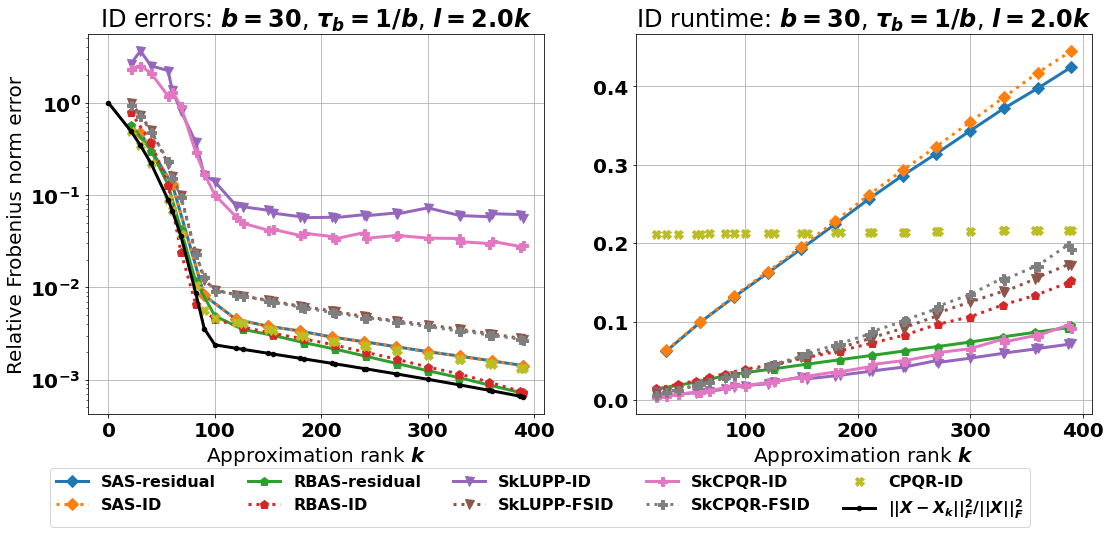 ID errors: b = 30, τ_b = 1/b, l = 2.0k
Relative Frobenius norm error
10^0
10^−1
10^−2
10^−3
0 100 200 300 400
Approximation rank k
ID runtime: b = 30, τ_b = 1/b, l = 2.0k
0.4
0.3
0.2
0.1
0.0
100 200 300 400
Approximation rank k
SAS-residual RBAS-residual SkLUPP-ID SkCPQR-ID CPQR-ID
SAS-ID RBAS-ID SkLUPP-FSID SkCPQR-FSID ||X − X_k||_F^2/||X||_F^2